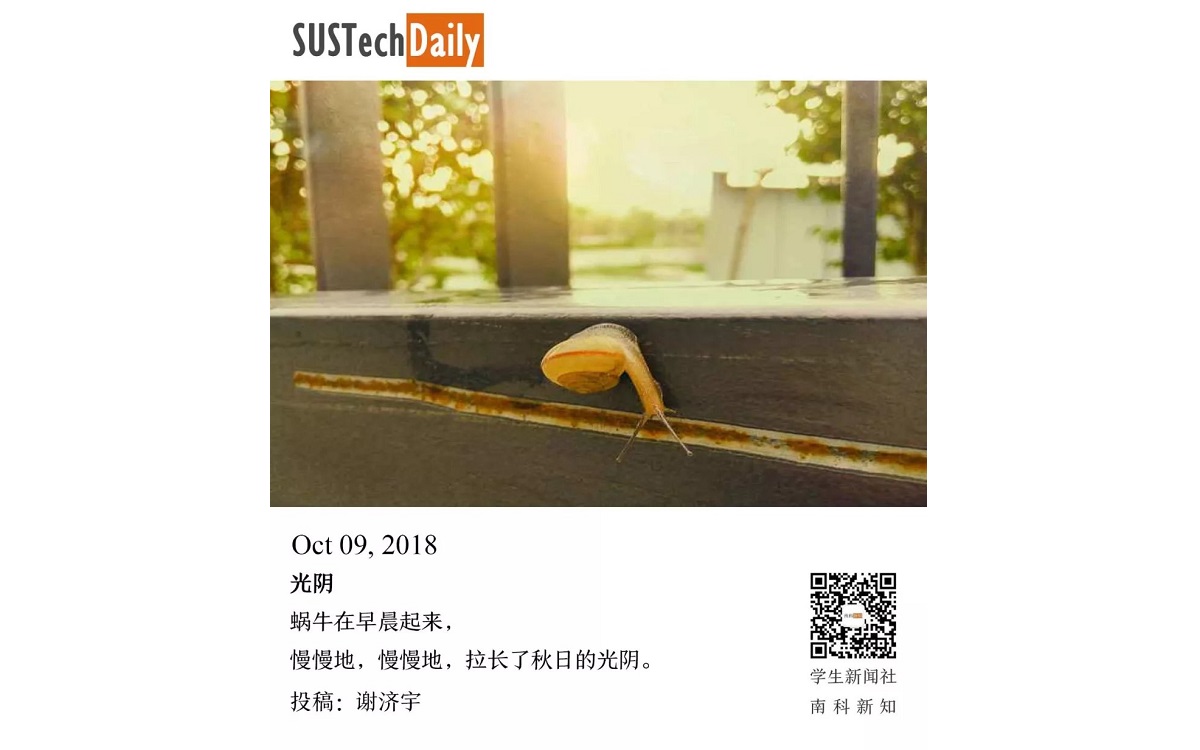 SUSTechDaily
Oct 09, 2018
光阴
蜗牛在早晨起来，
慢慢地，慢慢地，拉长了秋日的光阴。
投稿：谢济宇
学生新闻社
南科新知